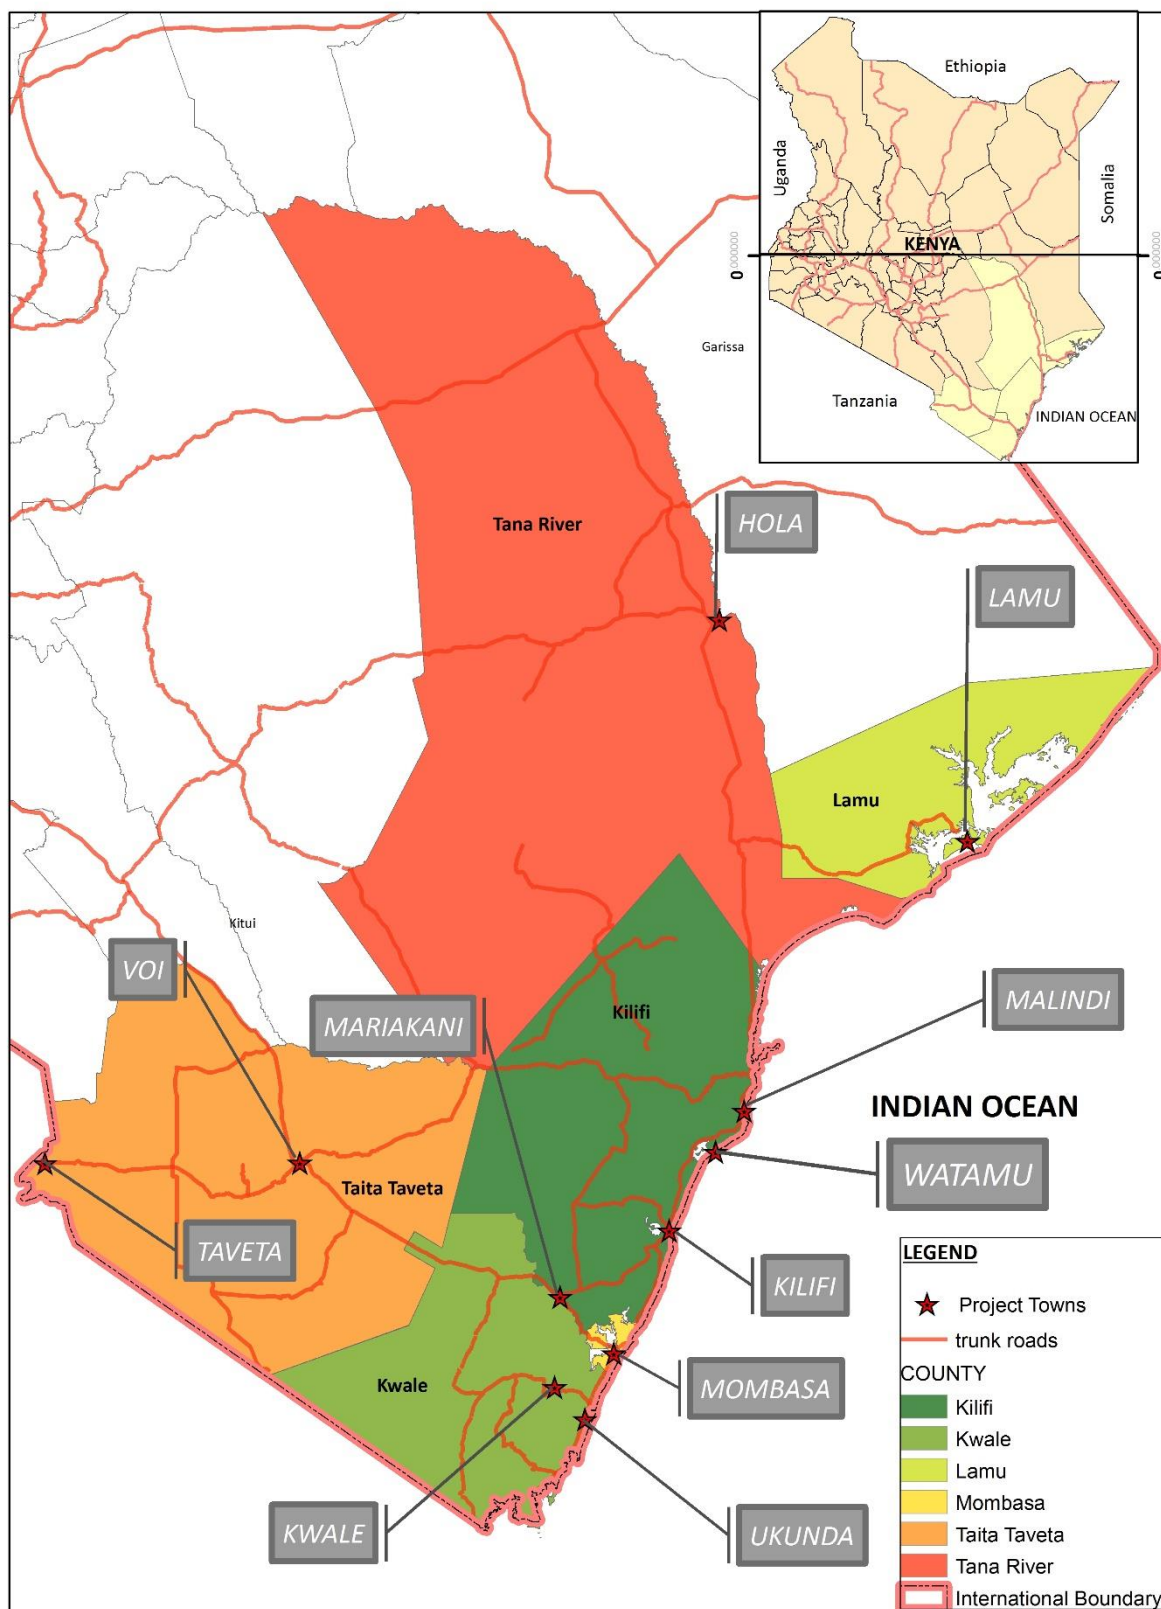 Ethiopia
Uganda
Somalia
KENYA
0 000000
0 000000
Garissa
Tanzania
INDIAN OCEAN
HOLA
Tana River
LAMU
Lamu
Kitui
VOI
MARIAKANI
Kilifi
MALINDI
INDIAN OCEAN
WATAMU
Taita Taveta
TAVETA
KILIFI
Kwale
MOMBASA
KWALE
UKUNDA
LEGEND
Project Towns
trunk roads
COUNTY
Kilifi
Kwale
Lamu
Mombasa
Taita Taveta
Tana River
International Boundary